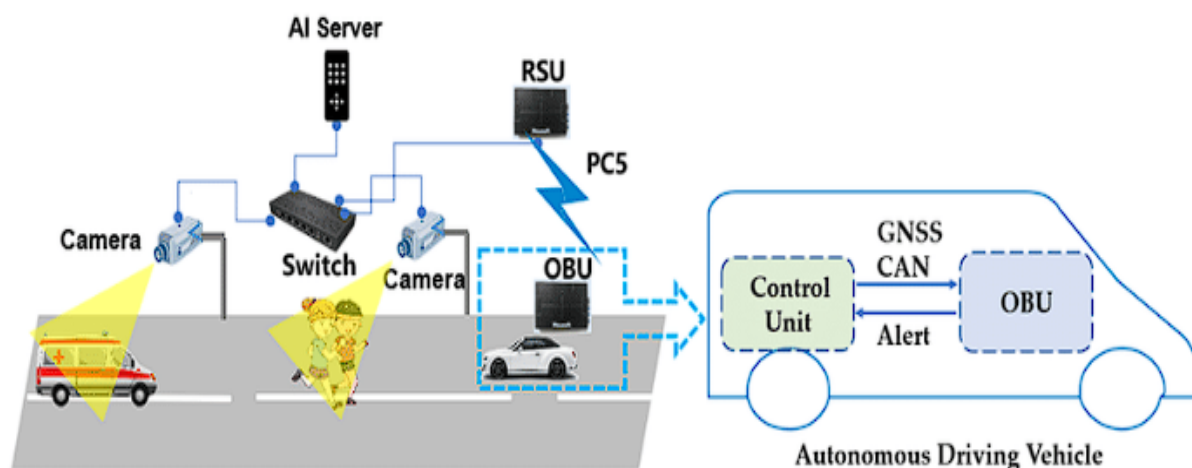 AI Server
RSU
PC5
Camera
Switch
Camera
OBU
GNSS
CAN
Control
Unit
OBU
Alert
Autonomous Driving Vehicle